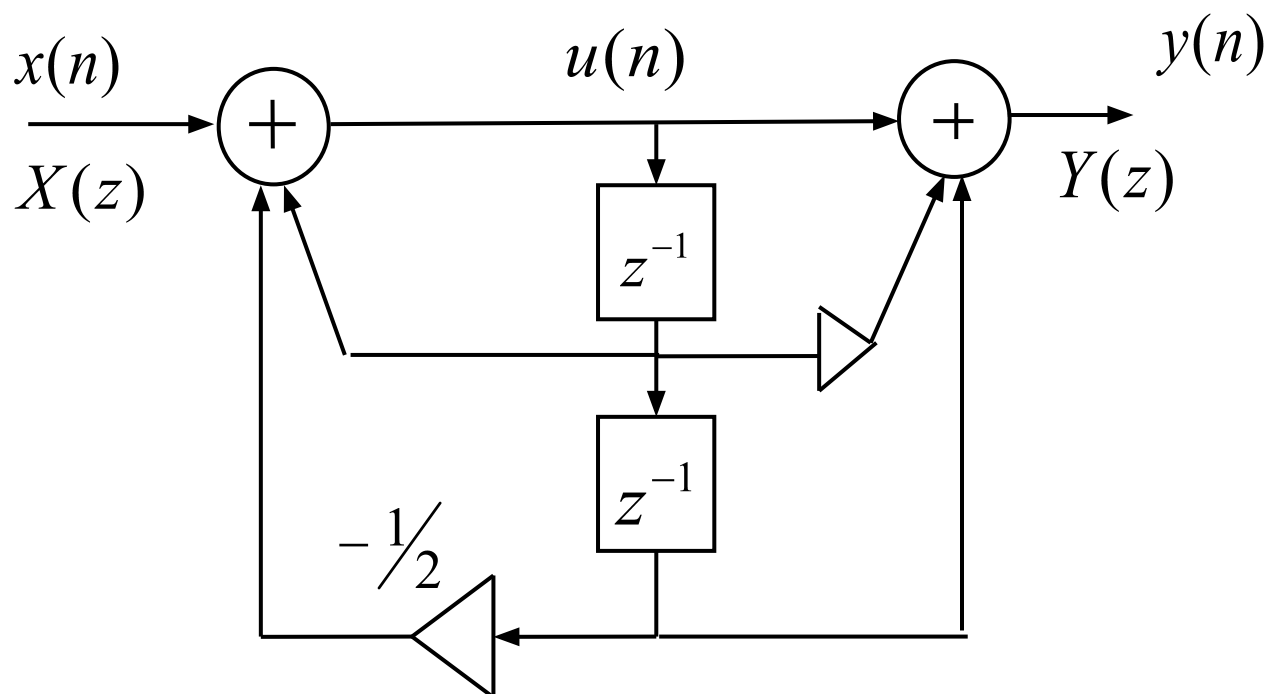 x(n)
u(n)
y(n)
+
+
X(z)
Y(z)
z⁻¹
z⁻¹
− 1/2